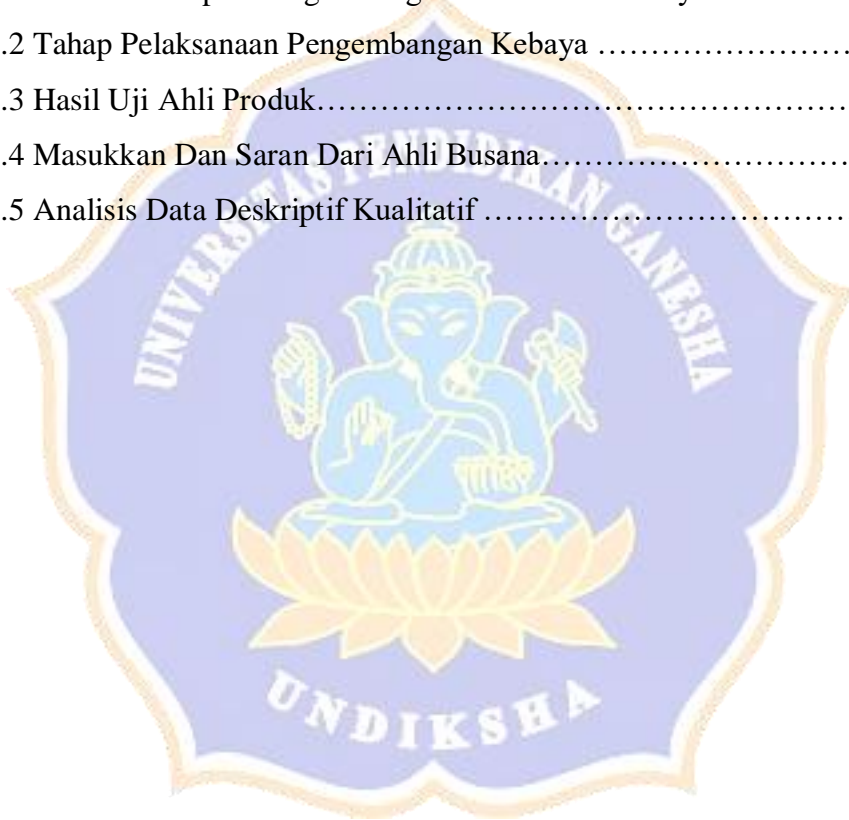 .2 Tahap Pelaksanaan Pengembangan Kebaya ……………………
.3 Hasil Uji Ahli Produk…………………………………………
.4 Masukkan Dan Saran Dari Ahli Busana…………………………
.5 Analisis Data Deskriptif Kualitatif ……………………………
UNIVERSITAS PENDIDIKAN GANESHA
UNDIKSHA